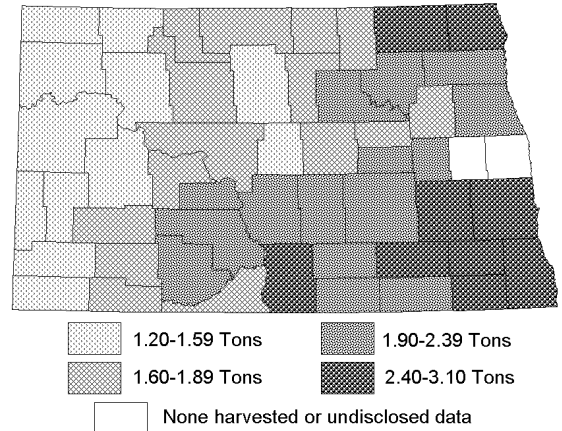 1.20-1.59 Tons
1.90-2.39 Tons
1.60-1.89 Tons
2.40-3.10 Tons
None harvested or undisclosed data